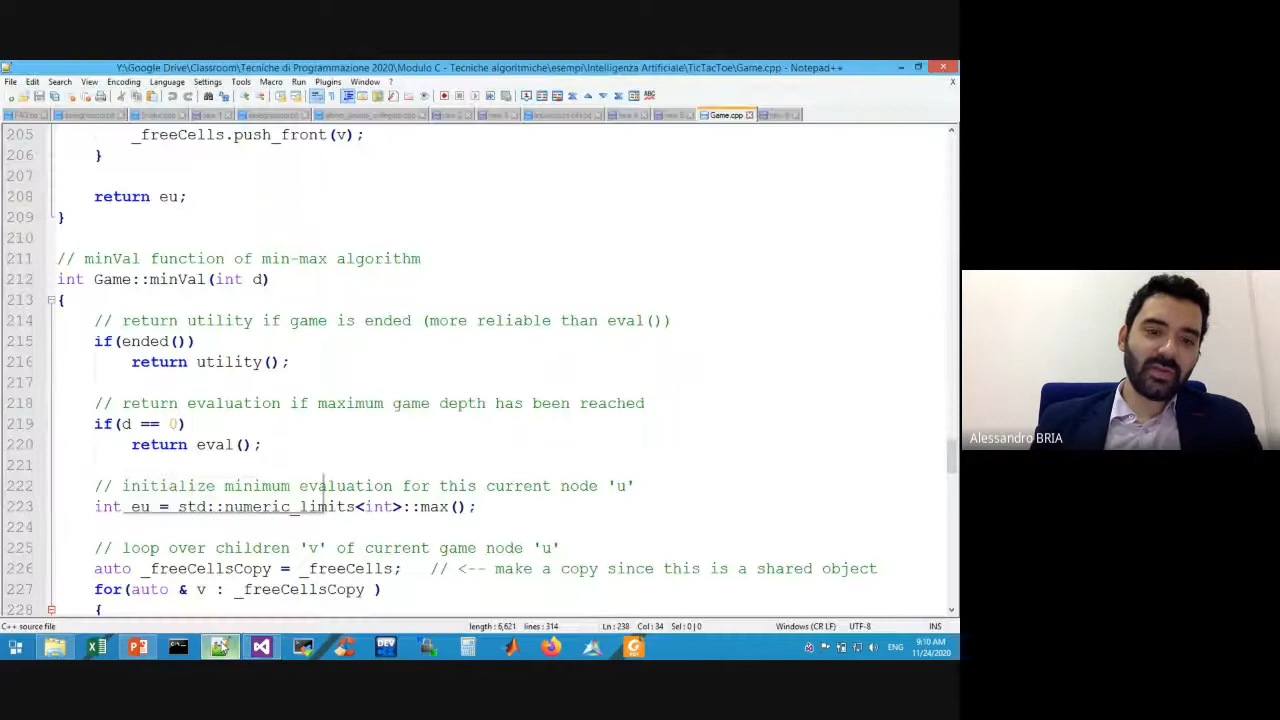 Y:\Google Drive\Classroom\Tecniche di Programmazione 2020\Modulo C - Tecniche algoritmiche\esempi\Intelligenza Artificiale\TicTacToe\Game.cpp - Notepad++
File Edit Search View Encoding Language Settings Tools Macro Run Plugins Window ?
Game.cpp
205 _freeCells.push_front(v);
206 }
207
208 return eu;
209 }
210
211 // minVal function of min-max algorithm
212 int Game::minVal(int d)
213 {
214 // return utility if game is ended (more reliable than eval())
215 if(ended())
216 return utility();
217
218 // return evaluation if maximum game depth has been reached
219 if(d == 0)
220 return eval();
221
222 // initialize minimum evaluation for this current node 'u'
223 int eu = std::numeric_limits<int>::max();
224
225 // loop over children 'v' of current game node 'u'
226 auto _freeCellsCopy = _freeCells; // <-- make a copy since this is a shared object
227 for(auto & v : _freeCellsCopy )
228 {
C++ source file length : 6,621 lines : 314 Ln : 238 Col : 34 Sel : 0 | 0 Windows (CR LF) UTF-8 INS
DEV
ENG
9:10 AM
11/24/2020
Alessandro BRIA